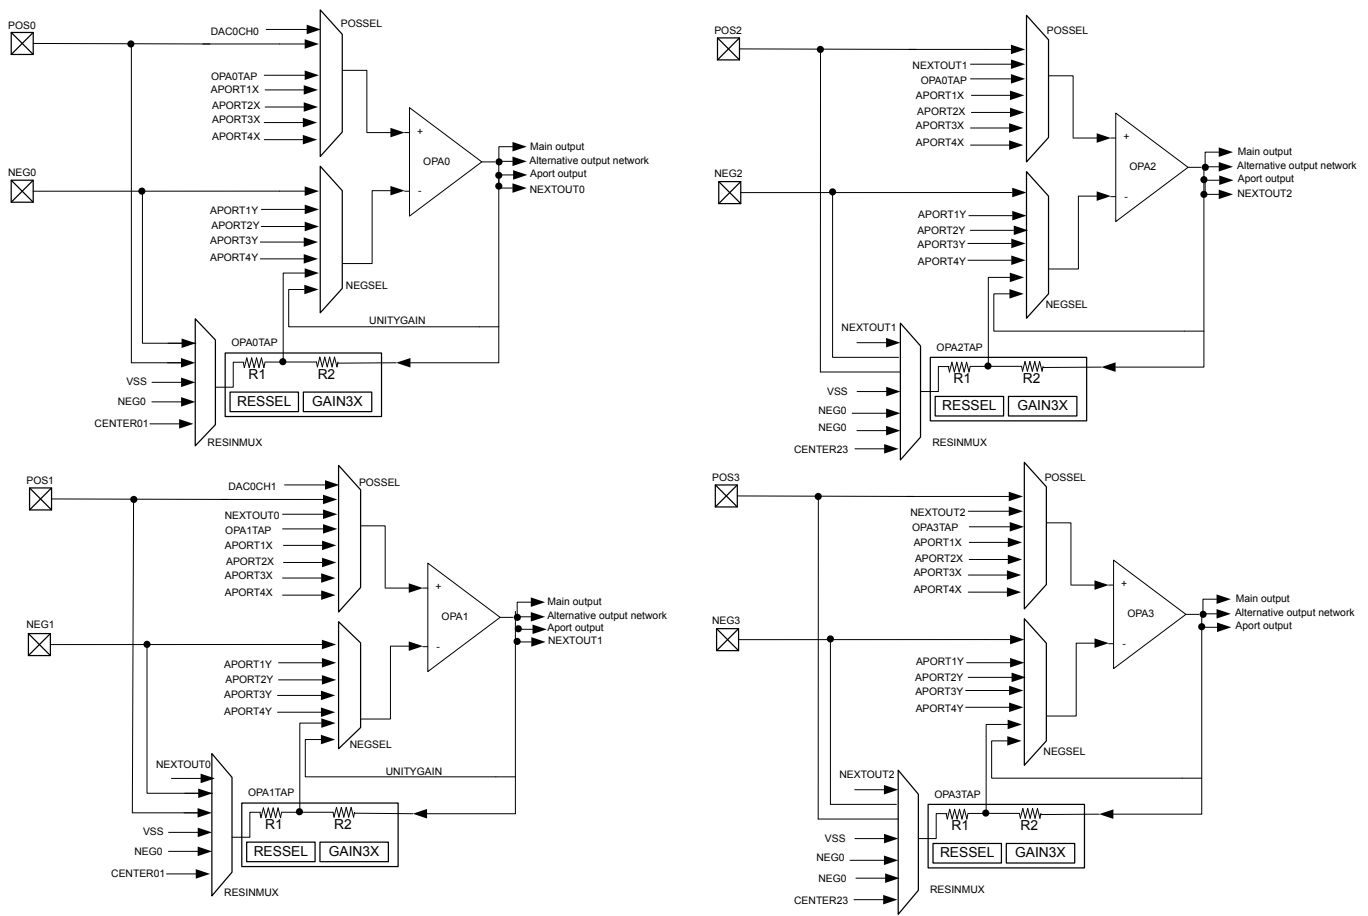 POS0
DAC0CH0
POSSEL
OPA0TAP
APORT1X
APORT2X
APORT3X
APORT4X
+
OPA0
-
Main output
Alternative output network
Aport output
NEXTOUT0
NEG0
APORT1Y
APORT2Y
APORT3Y
APORT4Y
NEGSEL
UNITYGAIN
OPA0TAP
R1
R2
VSS
NEG0
CENTER01
RESSEL
GAIN3X
RESINMUX
POS2
POSSEL
NEXTOUT1
OPA0TAP
APORT1X
APORT2X
APORT3X
APORT4X
+
OPA2
-
Main output
Alternative output network
Aport output
NEXTOUT2
NEG2
APORT1Y
APORT2Y
APORT3Y
APORT4Y
NEGSEL
NEXTOUT1
OPA2TAP
R1
R2
VSS
NEG0
NEG0
CENTER23
RESSEL
GAIN3X
RESINMUX
POS1
DAC0CH1
POSSEL
NEXTOUT0
OPA1TAP
APORT1X
APORT2X
APORT3X
APORT4X
+
OPA1
-
Main output
Alternative output network
Aport output
NEXTOUT1
NEG1
APORT1Y
APORT2Y
APORT3Y
APORT4Y
NEGSEL
UNITYGAIN
NEXTOUT0
OPA1TAP
R1
R2
VSS
NEG0
CENTER01
RESSEL
GAIN3X
RESINMUX
POS3
POSSEL
NEXTOUT2
OPA3TAP
APORT1X
APORT2X
APORT3X
APORT4X
+
OPA3
-
Main output
Alternative output network
Aport output
NEG3
APORT1Y
APORT2Y
APORT3Y
APORT4Y
NEGSEL
NEXTOUT2
OPA3TAP
R1
R2
VSS
NEG0
NEG0
CENTER23
RESSEL
GAIN3X
RESINMUX